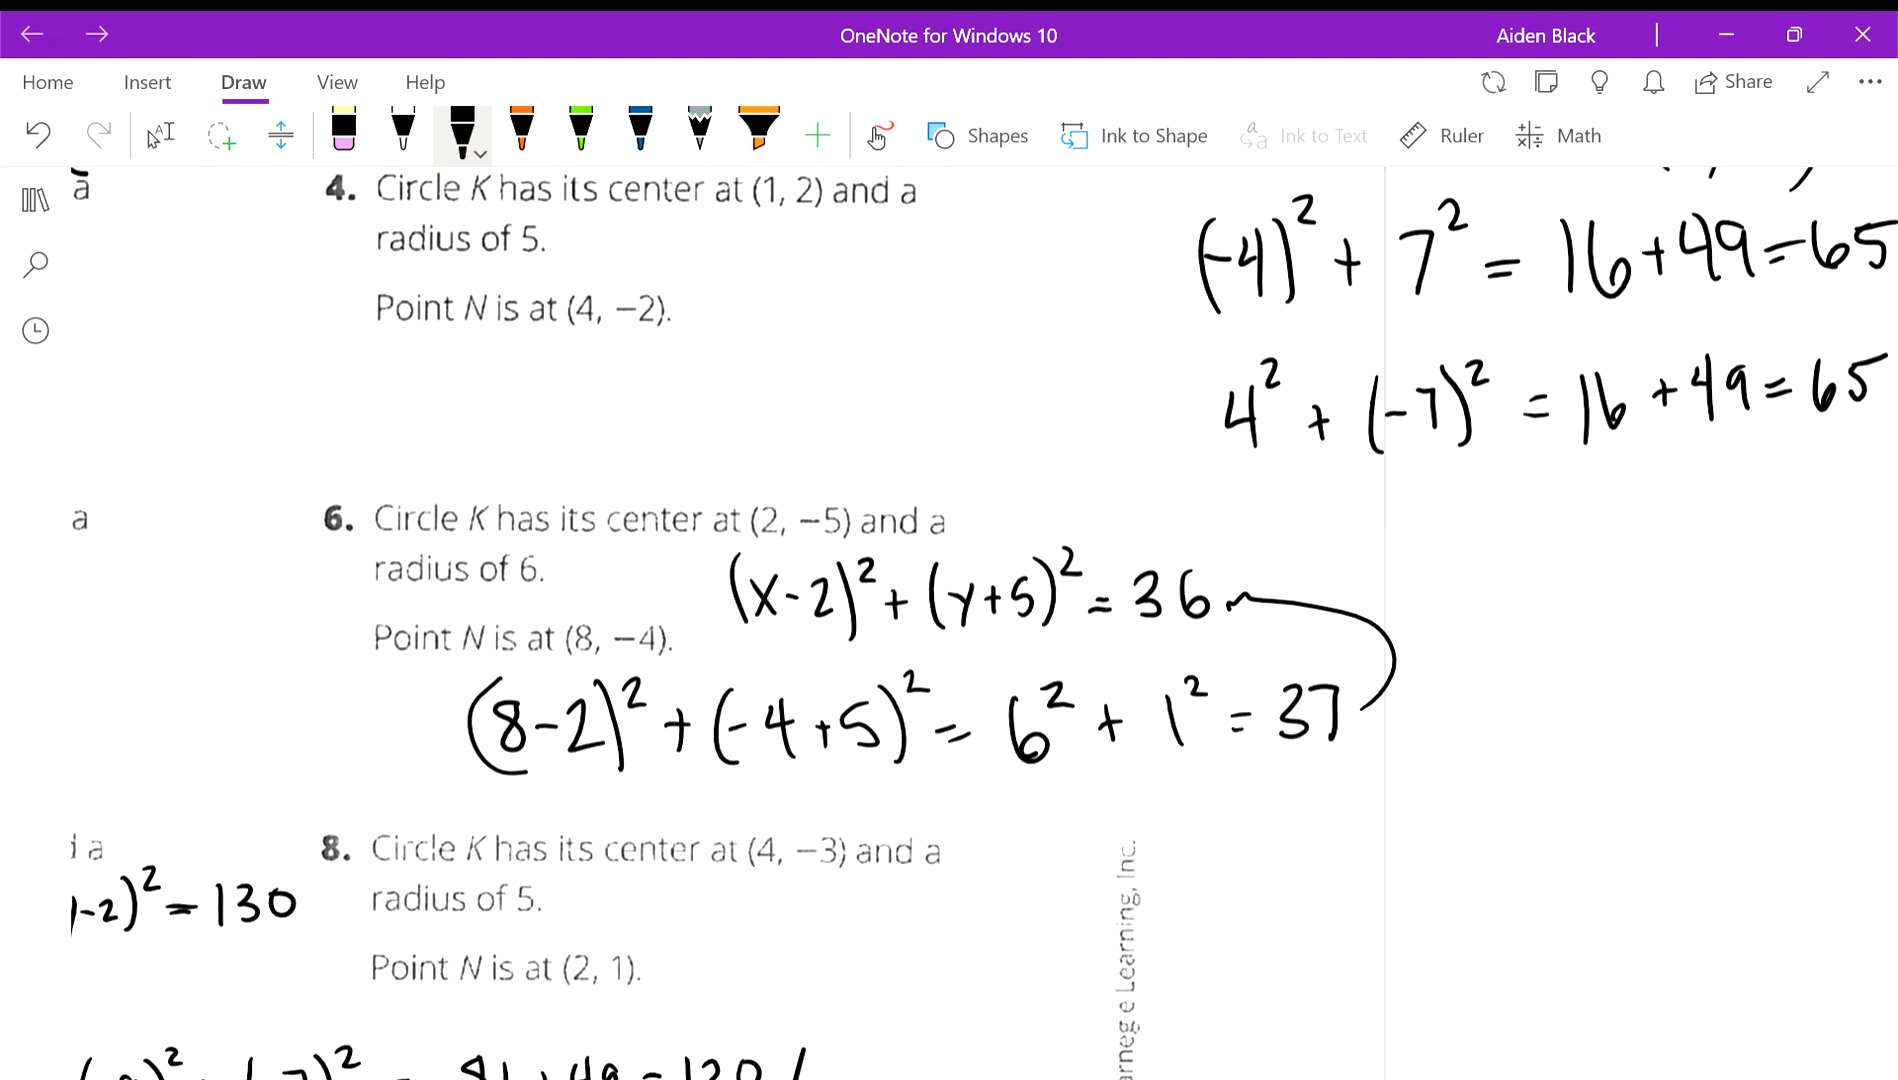 OneNote for Windows 10
Aiden Black
Home Insert Draw View Help
Share
Shapes Ink to Shape Ink to Text Ruler Math
a
4. Circle K has its center at (1, 2) and a
radius of 5.
Point N is at (4, −2).
(-4)² + 7² = 16+49=65
4² + (-7)² = 16+49=65
a
6. Circle K has its center at (2, −5) and a
radius of 6.
(x-2)²+(y+5)²=36
Point N is at (8, −4).
(8-2)²+(-4+5)²= 6²+1²=37
i a
-2)²=130
8. Circle K has its center at (4, −3) and a
radius of 5.
Point N is at (2, 1).
e Learning, Inc.